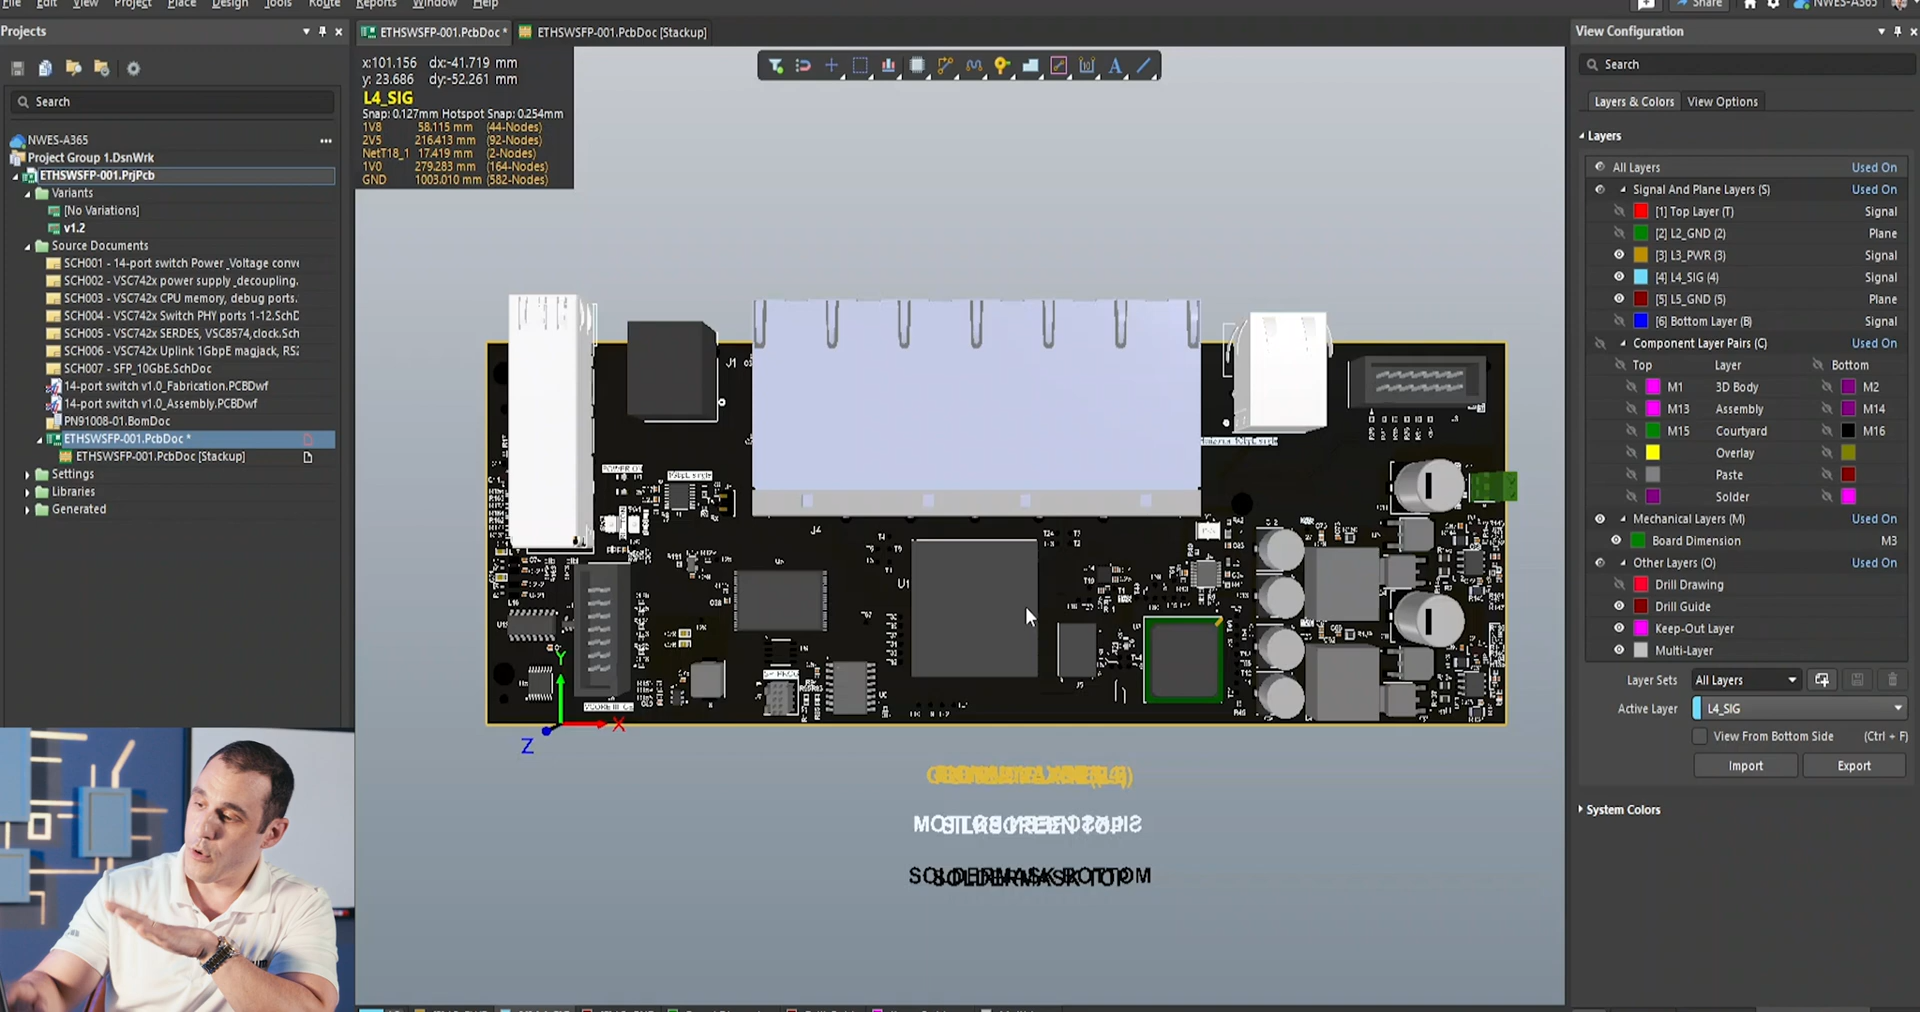 File Edit View Project Place Design Tools Route Reports Window Help
Share NWES-A365
Projects
Search
NWES-A365
Project Group 1.DsnWrk
ETHSWSFP-001.PrjPcb
Variants
[No Variations]
v1.2
Source Documents
SCH001 - 14-port switch Power_Voltage conve
SCH002 - VSC742x power supply_decoupling.
SCH003 - VSC742x CPU memory, debug ports.
SCH004 - VSC742x Switch PHY ports 1-12.SchD
SCH005 - VSC742x SERDES, VSC8574,clock.Sch
SCH006 - VSC742x Uplink 1GbpE magjack, RS2
SCH007 - SFP_10GbE.SchDoc
14-port switch v1.0_Fabrication.PCBDwf
14-port switch v1.0_Assembly.PCBDwf
PN91008-01.BomDoc
ETHSWSFP-001.PcbDoc *
ETHSWSFP-001.PcbDoc [Stackup]
Settings
Libraries
Generated
ETHSWSFP-001.PcbDoc * ETHSWSFP-001.PcbDoc [Stackup]
x:101.156 dx:-41.719 mm
y: 23.686 dy:-52.261 mm
L4_SIG
Snap: 0.127mm Hotspot Snap: 0.254mm
1V8 58.115 mm (44-Nodes)
2V5 216.413 mm (92-Nodes)
NetT18_1 17.419 mm (2-Nodes)
1V0 279.283 mm (164-Nodes)
GND 1003.010 mm (582-Nodes)
J1
U1
Y
X
Z
SILKSCREEN TOP
SOLDERMASK BOTTOM
SOLDERMASK TOP
View Configuration
Search
Layers & Colors View Options
Layers
All Layers Used On
Signal And Plane Layers (S) Used On
[1] Top Layer (T) Signal
[2] L2_GND (2) Plane
[3] L3_PWR (3) Signal
[4] L4_SIG (4) Signal
[5] L5_GND (5) Plane
[6] Bottom Layer (B) Signal
Component Layer Pairs (C) Used On
Top Layer Bottom
M1 3D Body M2
M13 Assembly M14
M15 Courtyard M16
Overlay
Paste
Solder
Mechanical Layers (M) Used On
Board Dimension M3
Other Layers (O) Used On
Drill Drawing
Drill Guide
Keep-Out Layer
Multi-Layer
Layer Sets All Layers
Active Layer L4_SIG
View From Bottom Side (Ctrl + F)
Import Export
System Colors